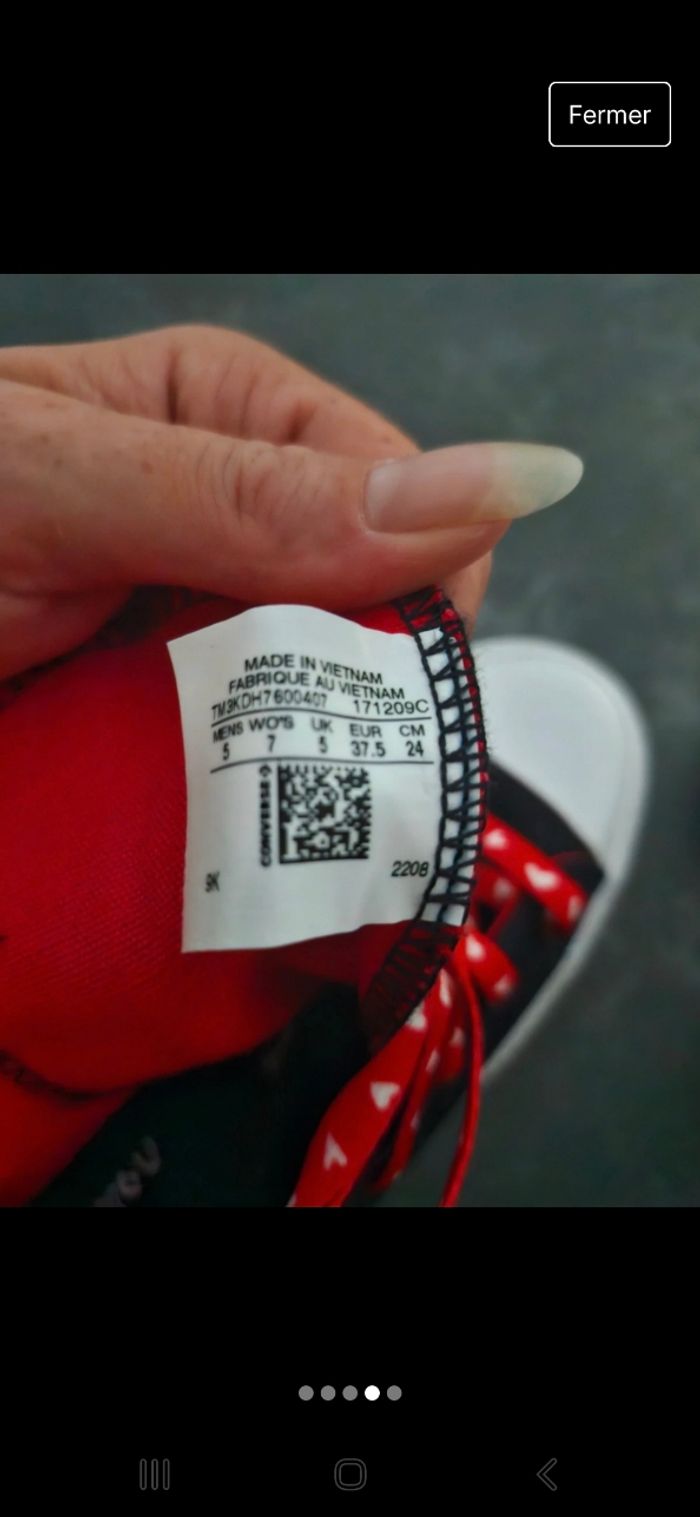 Fermer
MADE IN VIETNAM
FABRIQUE AU VIETNAM
TM3KDH7600407 171209C
MENS WO'S UK EUR CM
5 7 5 37.5 24
CONVERSE
2208
9K